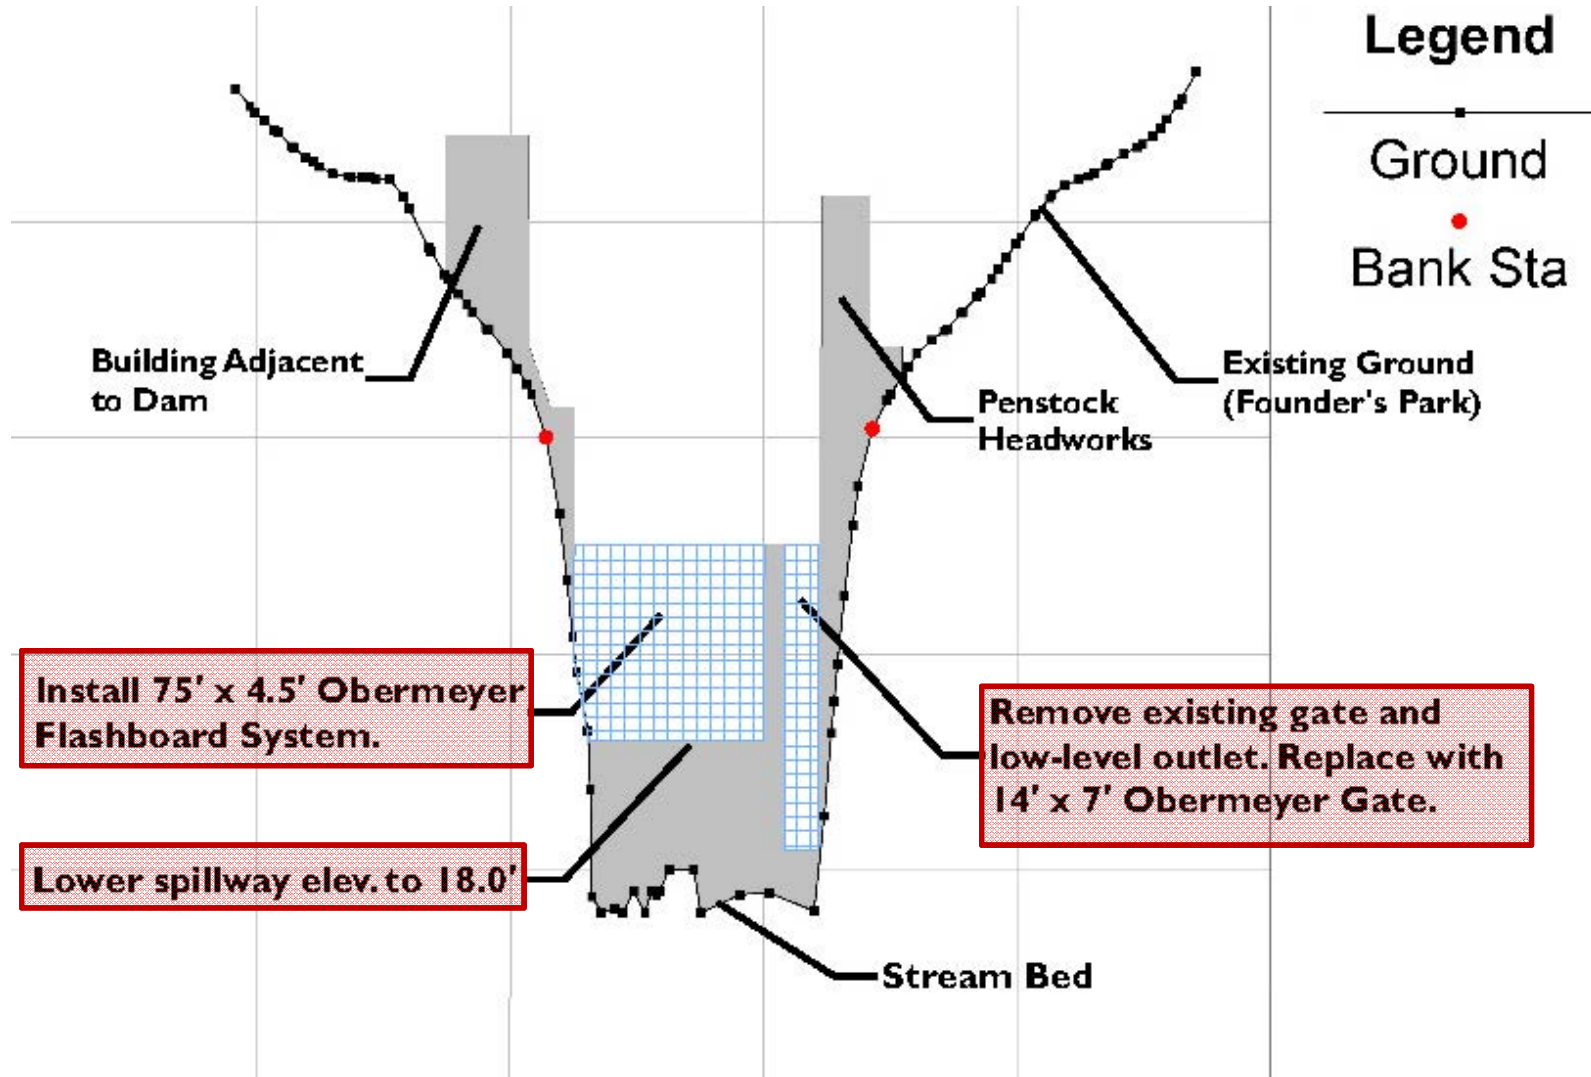 Legend
Ground
Bank Sta
Building Adjacent
to Dam
Penstock
Headworks
Existing Ground
(Founder's Park)
Install 75' x 4.5' Obermeyer
Flashboard System.
Remove existing gate and
low-level outlet. Replace with
14' x 7' Obermeyer Gate.
Lower spillway elev. to 18.0'
Stream Bed